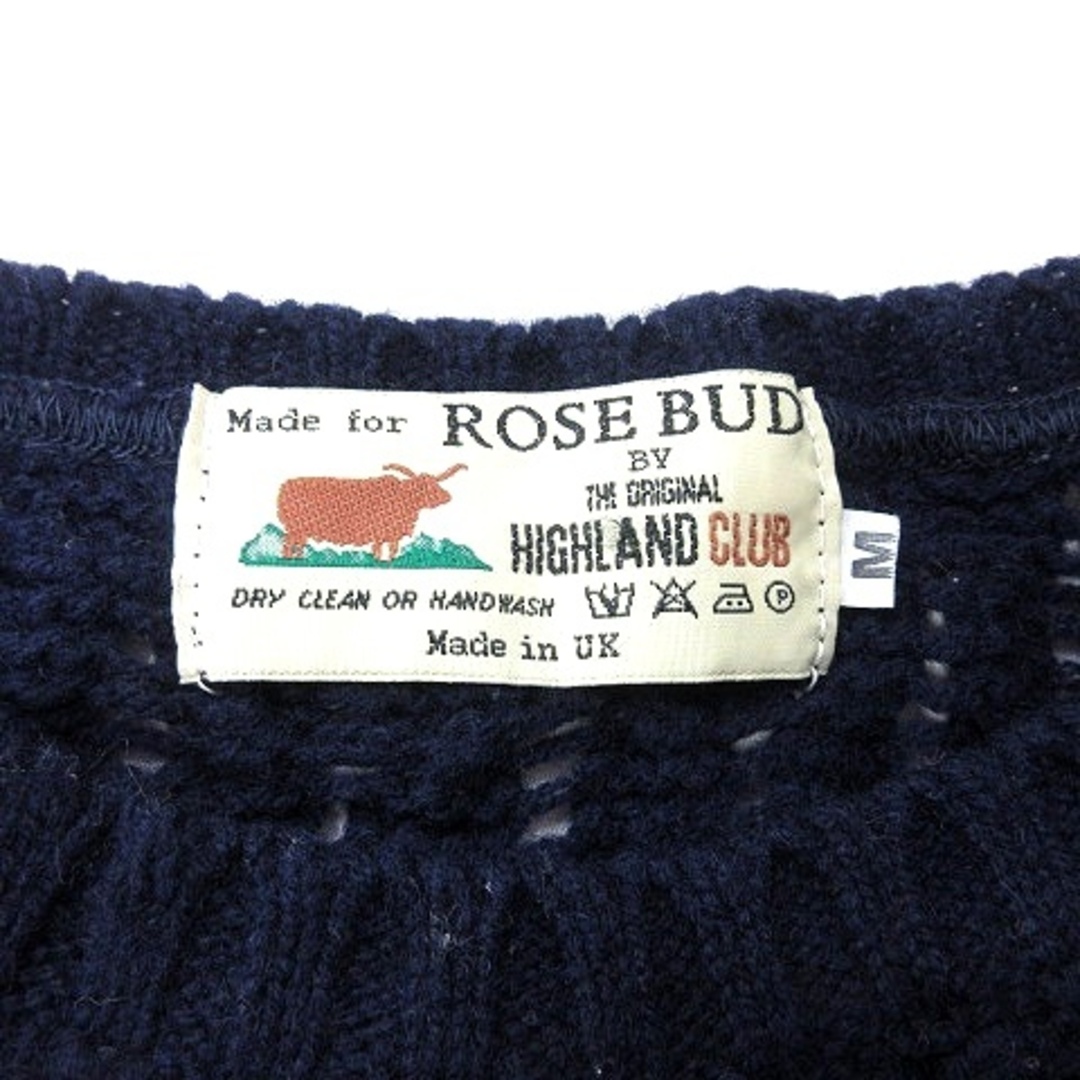 Made for ROSE BUD
BY
THE ORIGINAL
HIGHLAND CLUB
DRY CLEAN OR HANDWASH P
Made in UK
M